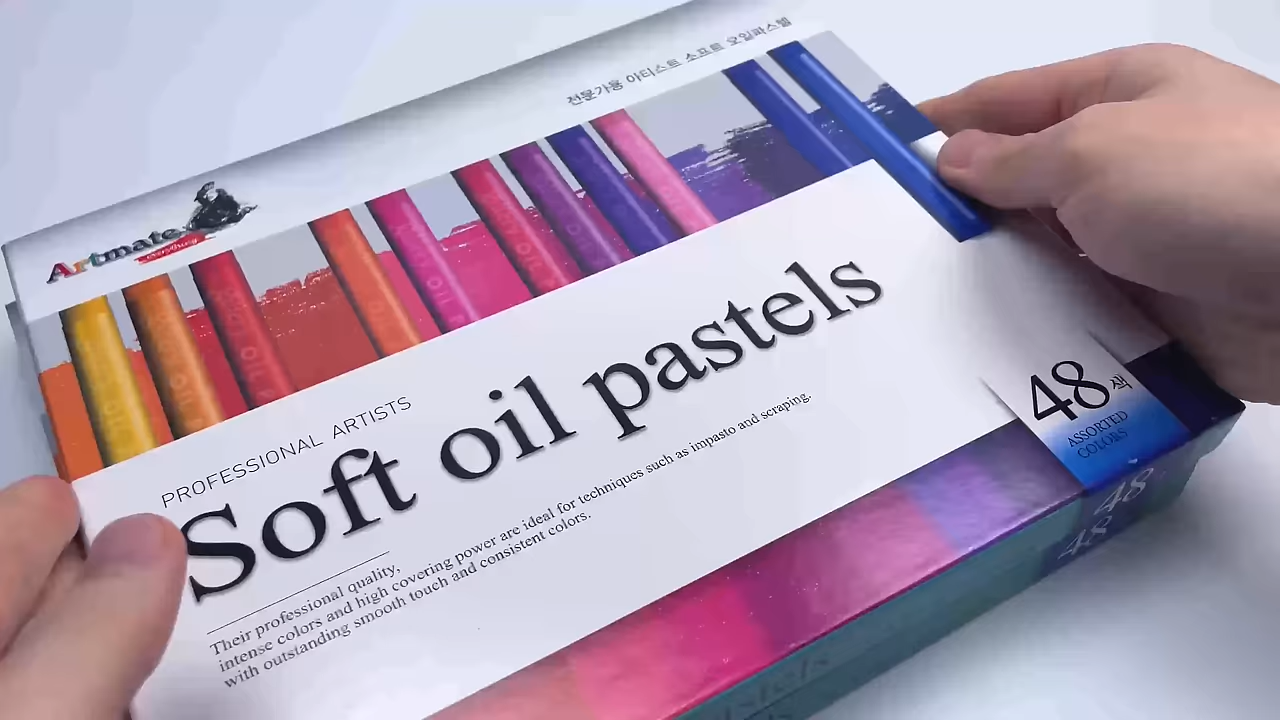 전문가용 아티스트 소프트 오일파스텔
Artmate
everythang
PROFESSIONAL ARTISTS
Soft oil pastels
Their professional quality,
intense colors and high covering power are ideal for techniques such as impasto and scraping.
with outstanding smooth touch and consistent colors.
48색
ASSORTED
COLORS
48
48
pastels